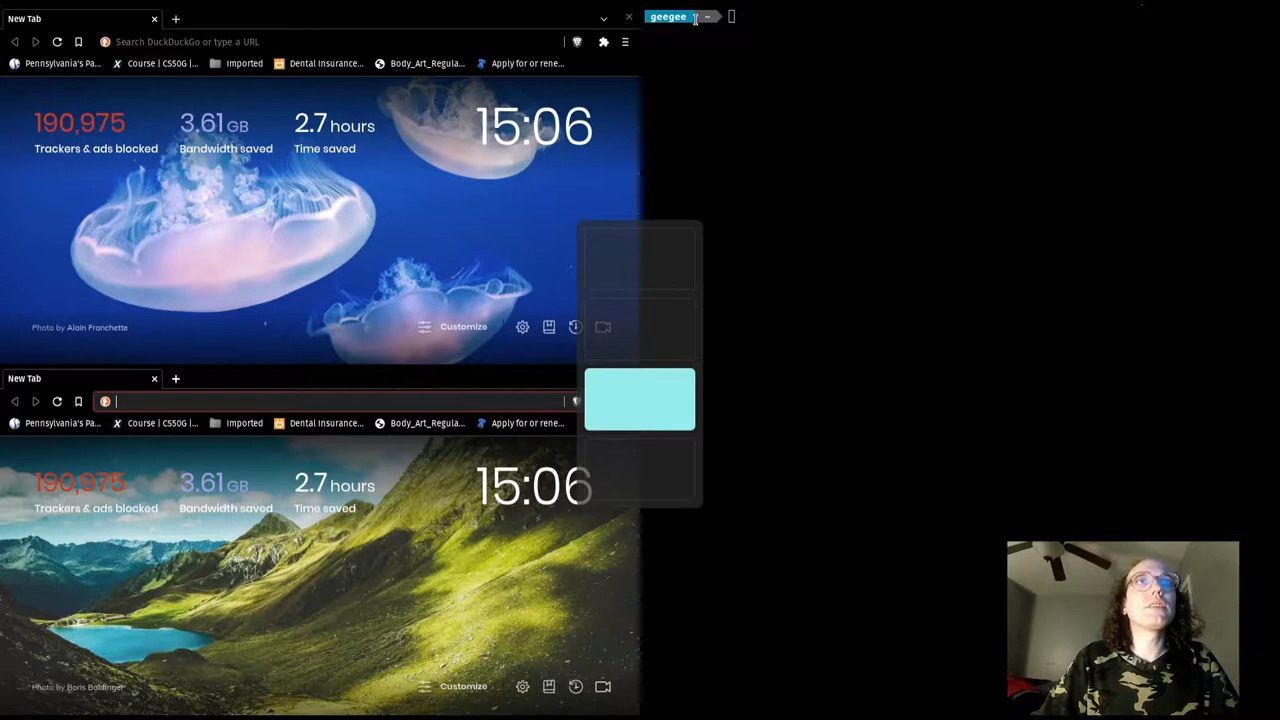 New Tab
Search DuckDuckGo or type a URL
Pennsylvania's Pa...
Course | CS50G |...
Imported
Dental Insurance...
Body_Art_Regula...
Apply for or rene...
190,975
Trackers & ads blocked
3.61 GB
Bandwidth saved
2.7 hours
Time saved
15:06
Photo by Alain Franchette
Customize
New Tab
Pennsylvania's Pa...
Course | CS50G |...
Imported
Dental Insurance...
Body_Art_Regula...
Apply for or rene...
190,975
Trackers & ads blocked
3.61 GB
Bandwidth saved
2.7 hours
Time saved
15:06
Photo by Boris Baldinger
Customize
geegee ~